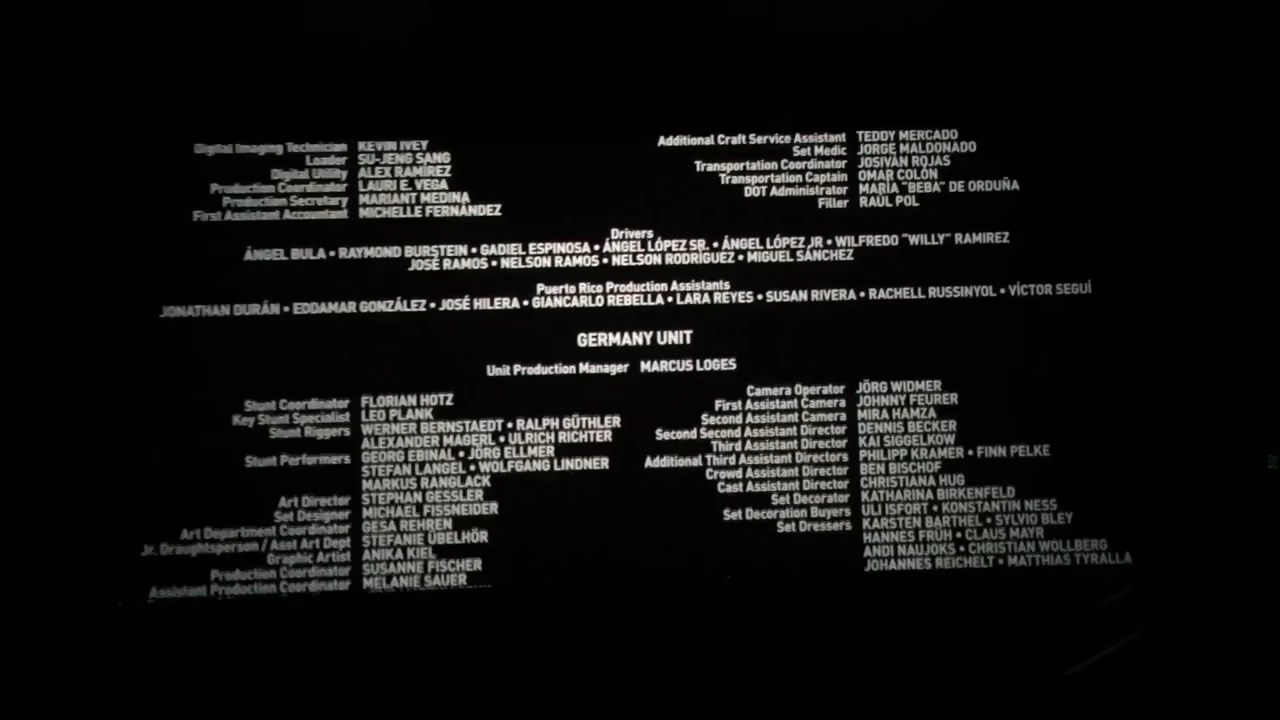 Digital Imaging Technician KEVIN IVEY
Loader SU-JENG SANG
Digital Utility ALEX RAMÍREZ
Production Coordinator LAURI E. VEGA
Production Secretary MARIANT MEDINA
First Assistant Accountant MICHELLE FERNÁNDEZ
Additional Craft Service Assistant TEDDY MERCADO
Set Medic JORGE MALDONADO
Transportation Coordinator JOSIVÁN ROJAS
Transportation Captain OMAR COLÓN
DOT Administrator MARÍA "BEBA" DE ORDUÑA
Filler RAÚL POL
Drivers
ÁNGEL BULA • RAYMOND BURSTEIN • GADIEL ESPINOSA • ÁNGEL LÓPEZ SR. • ÁNGEL LÓPEZ JR • WILFREDO "WILLY" RAMIREZ
JOSÉ RAMOS • NELSON RAMOS • NELSON RODRÍGUEZ • MIGUEL SÁNCHEZ
Puerto Rico Production Assistants
JONATHAN DURÁN • EDDAMAR GONZÁLEZ • JOSÉ HILERA • GIANCARLO REBELLA • LARA REYES • SUSAN RIVERA • RACHELL RUSSINYOL • VÍCTOR SEGUÍ
GERMANY UNIT
Unit Production Manager MARCUS LOGES
Stunt Coordinator FLORIAN HOTZ
Key Stunt Specialist LEO PLANK
Stunt Riggers WERNER BERNSTAEDT • RALPH GÜTHLER
ALEXANDER MAGERL • ULRICH RICHTER
Stunt Performers GEORG EBINAL • JÖRG ELLMER
STEFAN LANGEL • WOLFGANG LINDNER
MARKUS RANGLACK
Art Director STEPHAN GESSLER
Set Designer MICHAEL FISSNEIDER
Art Department Coordinator GESA REHREN
Jr. Draughtsperson / Asst Art Dept STEFANIE ÜBELHÖR
Graphic Artist ANIKA KIEL
Production Coordinator SUSANNE FISCHER
Assistant Production Coordinator MELANIE SAUER
Camera Operator JÖRG WIDMER
First Assistant Camera JOHNNY FEURER
Second Assistant Camera MIRA HAMZA
Second Second Assistant Director DENNIS BECKER
Third Assistant Director KAI SIGGELKOW
Additional Third Assistant Directors PHILIPP KRAMER • FINN PELKE
Crowd Assistant Director BEN BISCHOF
Cast Assistant Director CHRISTIANA HUG
Set Decorator KATHARINA BIRKENFELD
Set Decoration Buyers ULI ISFORT • KONSTANTIN NESS
Set Dressers KARSTEN BARTHEL • SYLVIO BLEY
HANNES FRÜH • CLAUS MAYR
ANDI NAUJOKS • CHRISTIAN WOLLBERG
JOHANNES REICHELT • MATTHIAS TYRALLA